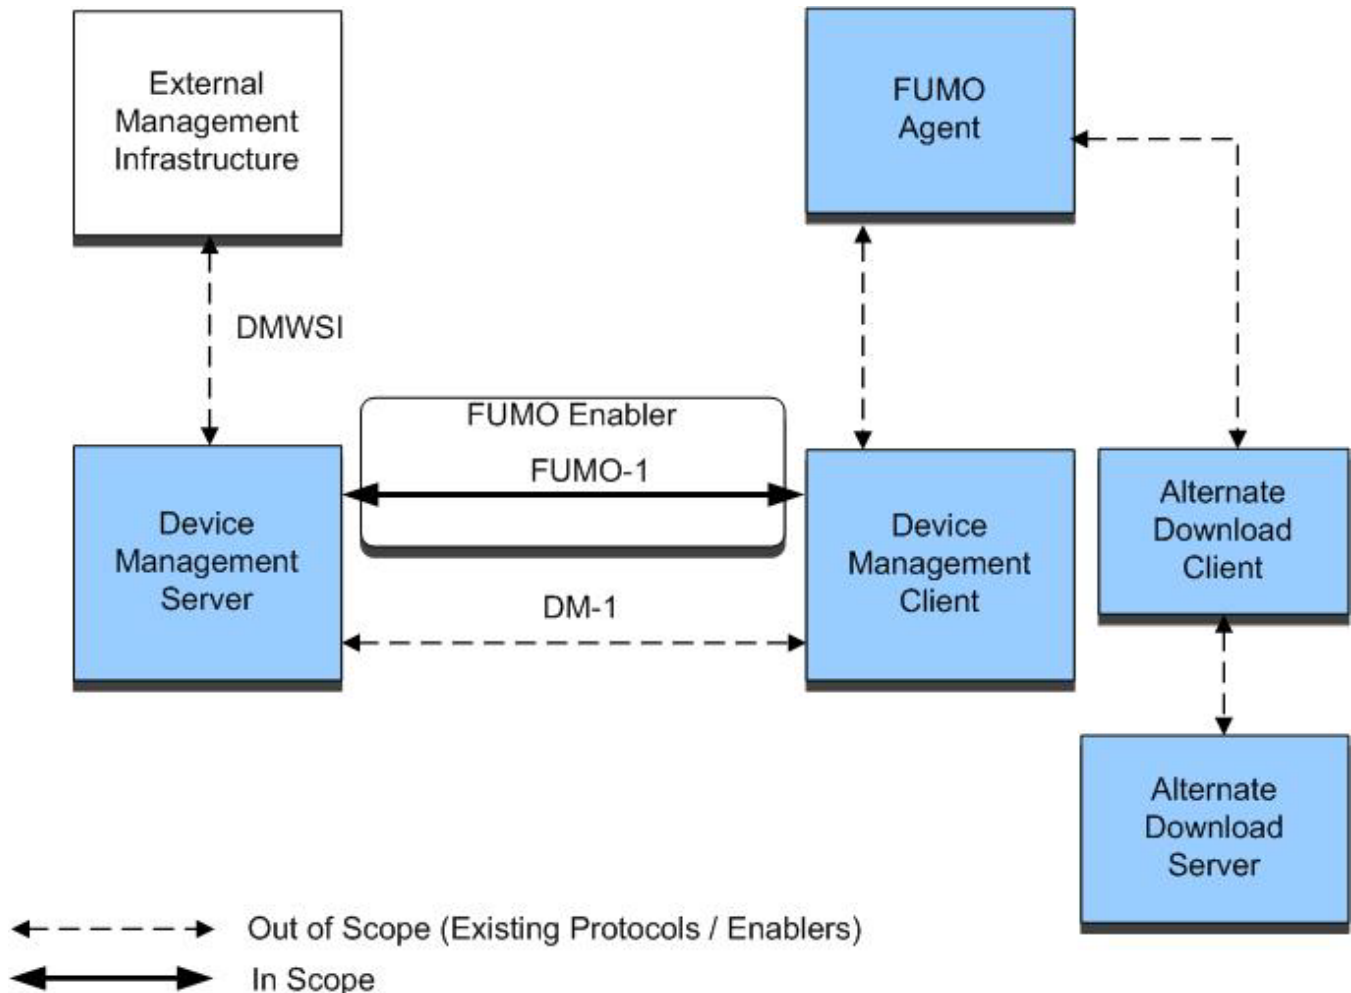 External
Management
Infrastructure
FUMO
Agent
DMWSI
FUMO Enabler
FUMO-1
Device
Management
Server
Device
Management
Client
Alternate
Download
Client
DM-1
Alternate
Download
Server
Out of Scope (Existing Protocols / Enablers)
In Scope